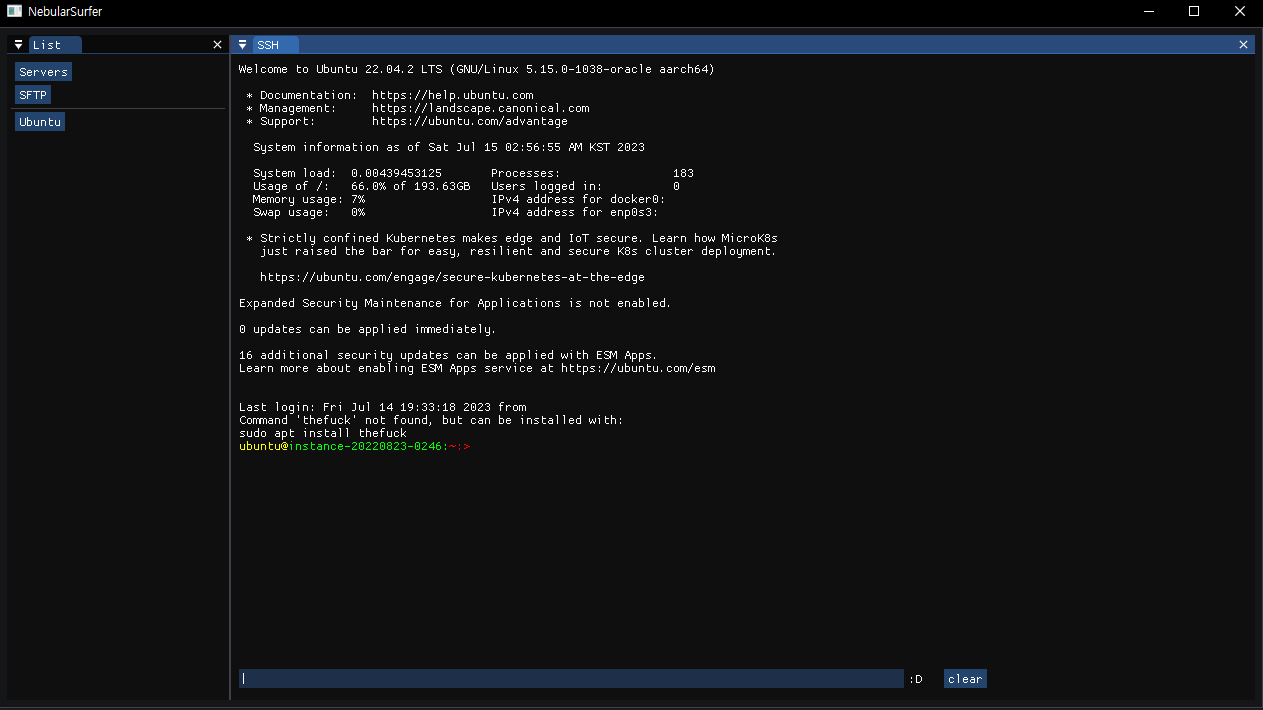 NebularSurfer
List
SSH
Servers
SFTP
Ubuntu
Welcome to Ubuntu 22.04.2 LTS (GNU/Linux 5.15.0-1038-oracle aarch64)
* Documentation: https://help.ubuntu.com
* Management: https://landscape.canonical.com
* Support: https://ubuntu.com/advantage
System information as of Sat Jul 15 02:56:55 AM KST 2023
System load: 0.00439453125 Processes: 183
Usage of /: 66.0% of 193.63GB Users logged in: 0
Memory usage: 7% IPv4 address for docker0:
Swap usage: 0% IPv4 address for enp0s3:
* Strictly confined Kubernetes makes edge and IoT secure. Learn how MicroK8s
just raised the bar for easy, resilient and secure K8s cluster deployment.
https://ubuntu.com/engage/secure-kubernetes-at-the-edge
Expanded Security Maintenance for Applications is not enabled.
0 updates can be applied immediately.
16 additional security updates can be applied with ESM Apps.
Learn more about enabling ESM Apps service at https://ubuntu.com/esm
Last login: Fri Jul 14 19:33:18 2023 from
Command 'thefuck' not found, but can be installed with:
sudo apt install thefuck
ubuntu@instance-20220823-0246:~:>
:D clear